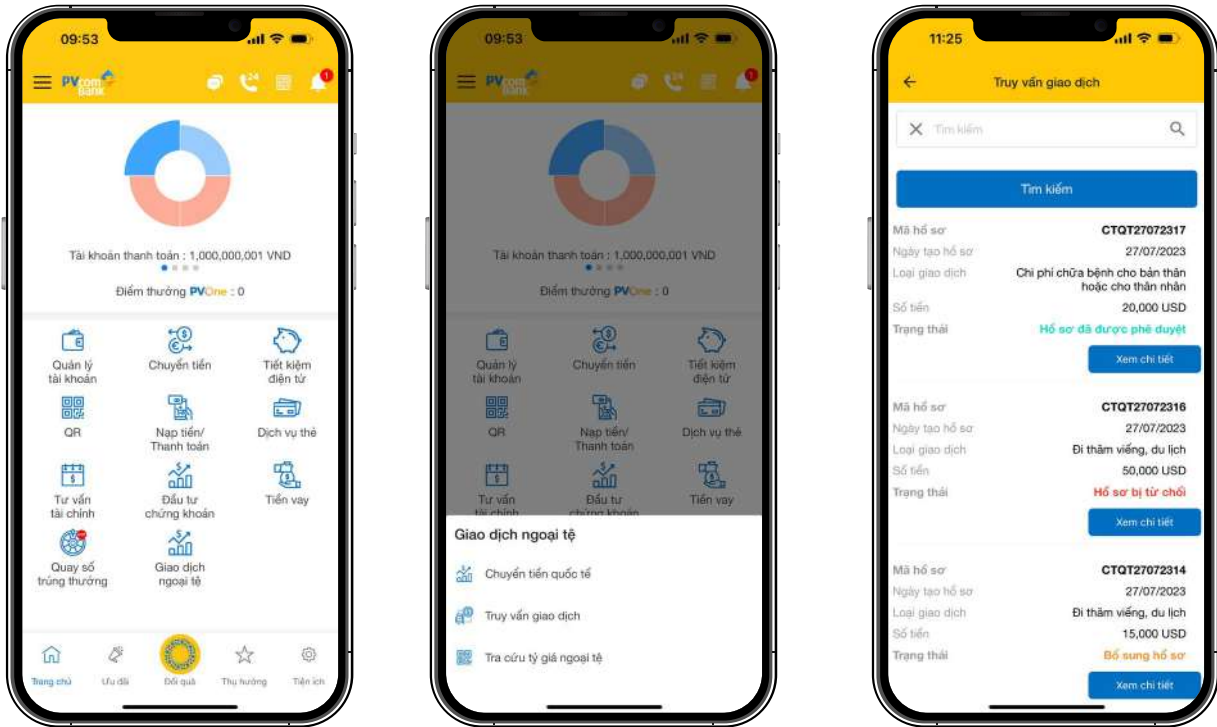 09:53
PVcomBank
24
1
Tài khoản thanh toán : 1,000,000,001 VND
Điểm thưởng PVOne : 0
Quản lý
tài khoản
Chuyển tiền
Tiết kiệm
điện tử
QR
Nạp tiền/
Thanh toán
Dịch vụ thẻ
Tư vấn
tài chính
Đầu tư
chứng khoán
Tiền vay
Quay số
trúng thưởng
Giao dịch
ngoại tệ
Trang chủ
Ưu đãi
Đổi quà
Thụ hưởng
Tiện ích
09:53
PVcomBank
24
1
Tài khoản thanh toán : 1,000,000,001 VND
Điểm thưởng PVOne : 0
Quản lý
tài khoản
Chuyển tiền
Tiết kiệm
điện tử
QR
Nạp tiền/
Thanh toán
Dịch vụ thẻ
Tư vấn
tài chính
Đầu tư
chứng khoán
Tiền vay
Giao dịch ngoại tệ
Chuyển tiền quốc tế
Truy vấn giao dịch
Tra cứu tỷ giá ngoại tệ
11:25
Truy vấn giao dịch
Tìm kiếm
Tìm kiếm
Mã hồ sơ CTQT27072317
Ngày tạo hồ sơ 27/07/2023
Loại giao dịch Chi phí chữa bệnh cho bản thân
hoặc cho thân nhân
Số tiền 20,000 USD
Trạng thái Hồ sơ đã được phê duyệt
Xem chi tiết
Mã hồ sơ CTQT27072316
Ngày tạo hồ sơ 27/07/2023
Loại giao dịch Đi thăm viếng, du lịch
Số tiền 50,000 USD
Trạng thái Hồ sơ bị từ chối
Xem chi tiết
Mã hồ sơ CTQT27072314
Ngày tạo hồ sơ 27/07/2023
Loại giao dịch Đi thăm viếng, du lịch
Số tiền 15,000 USD
Trạng thái Bổ sung hồ sơ
Xem chi tiết